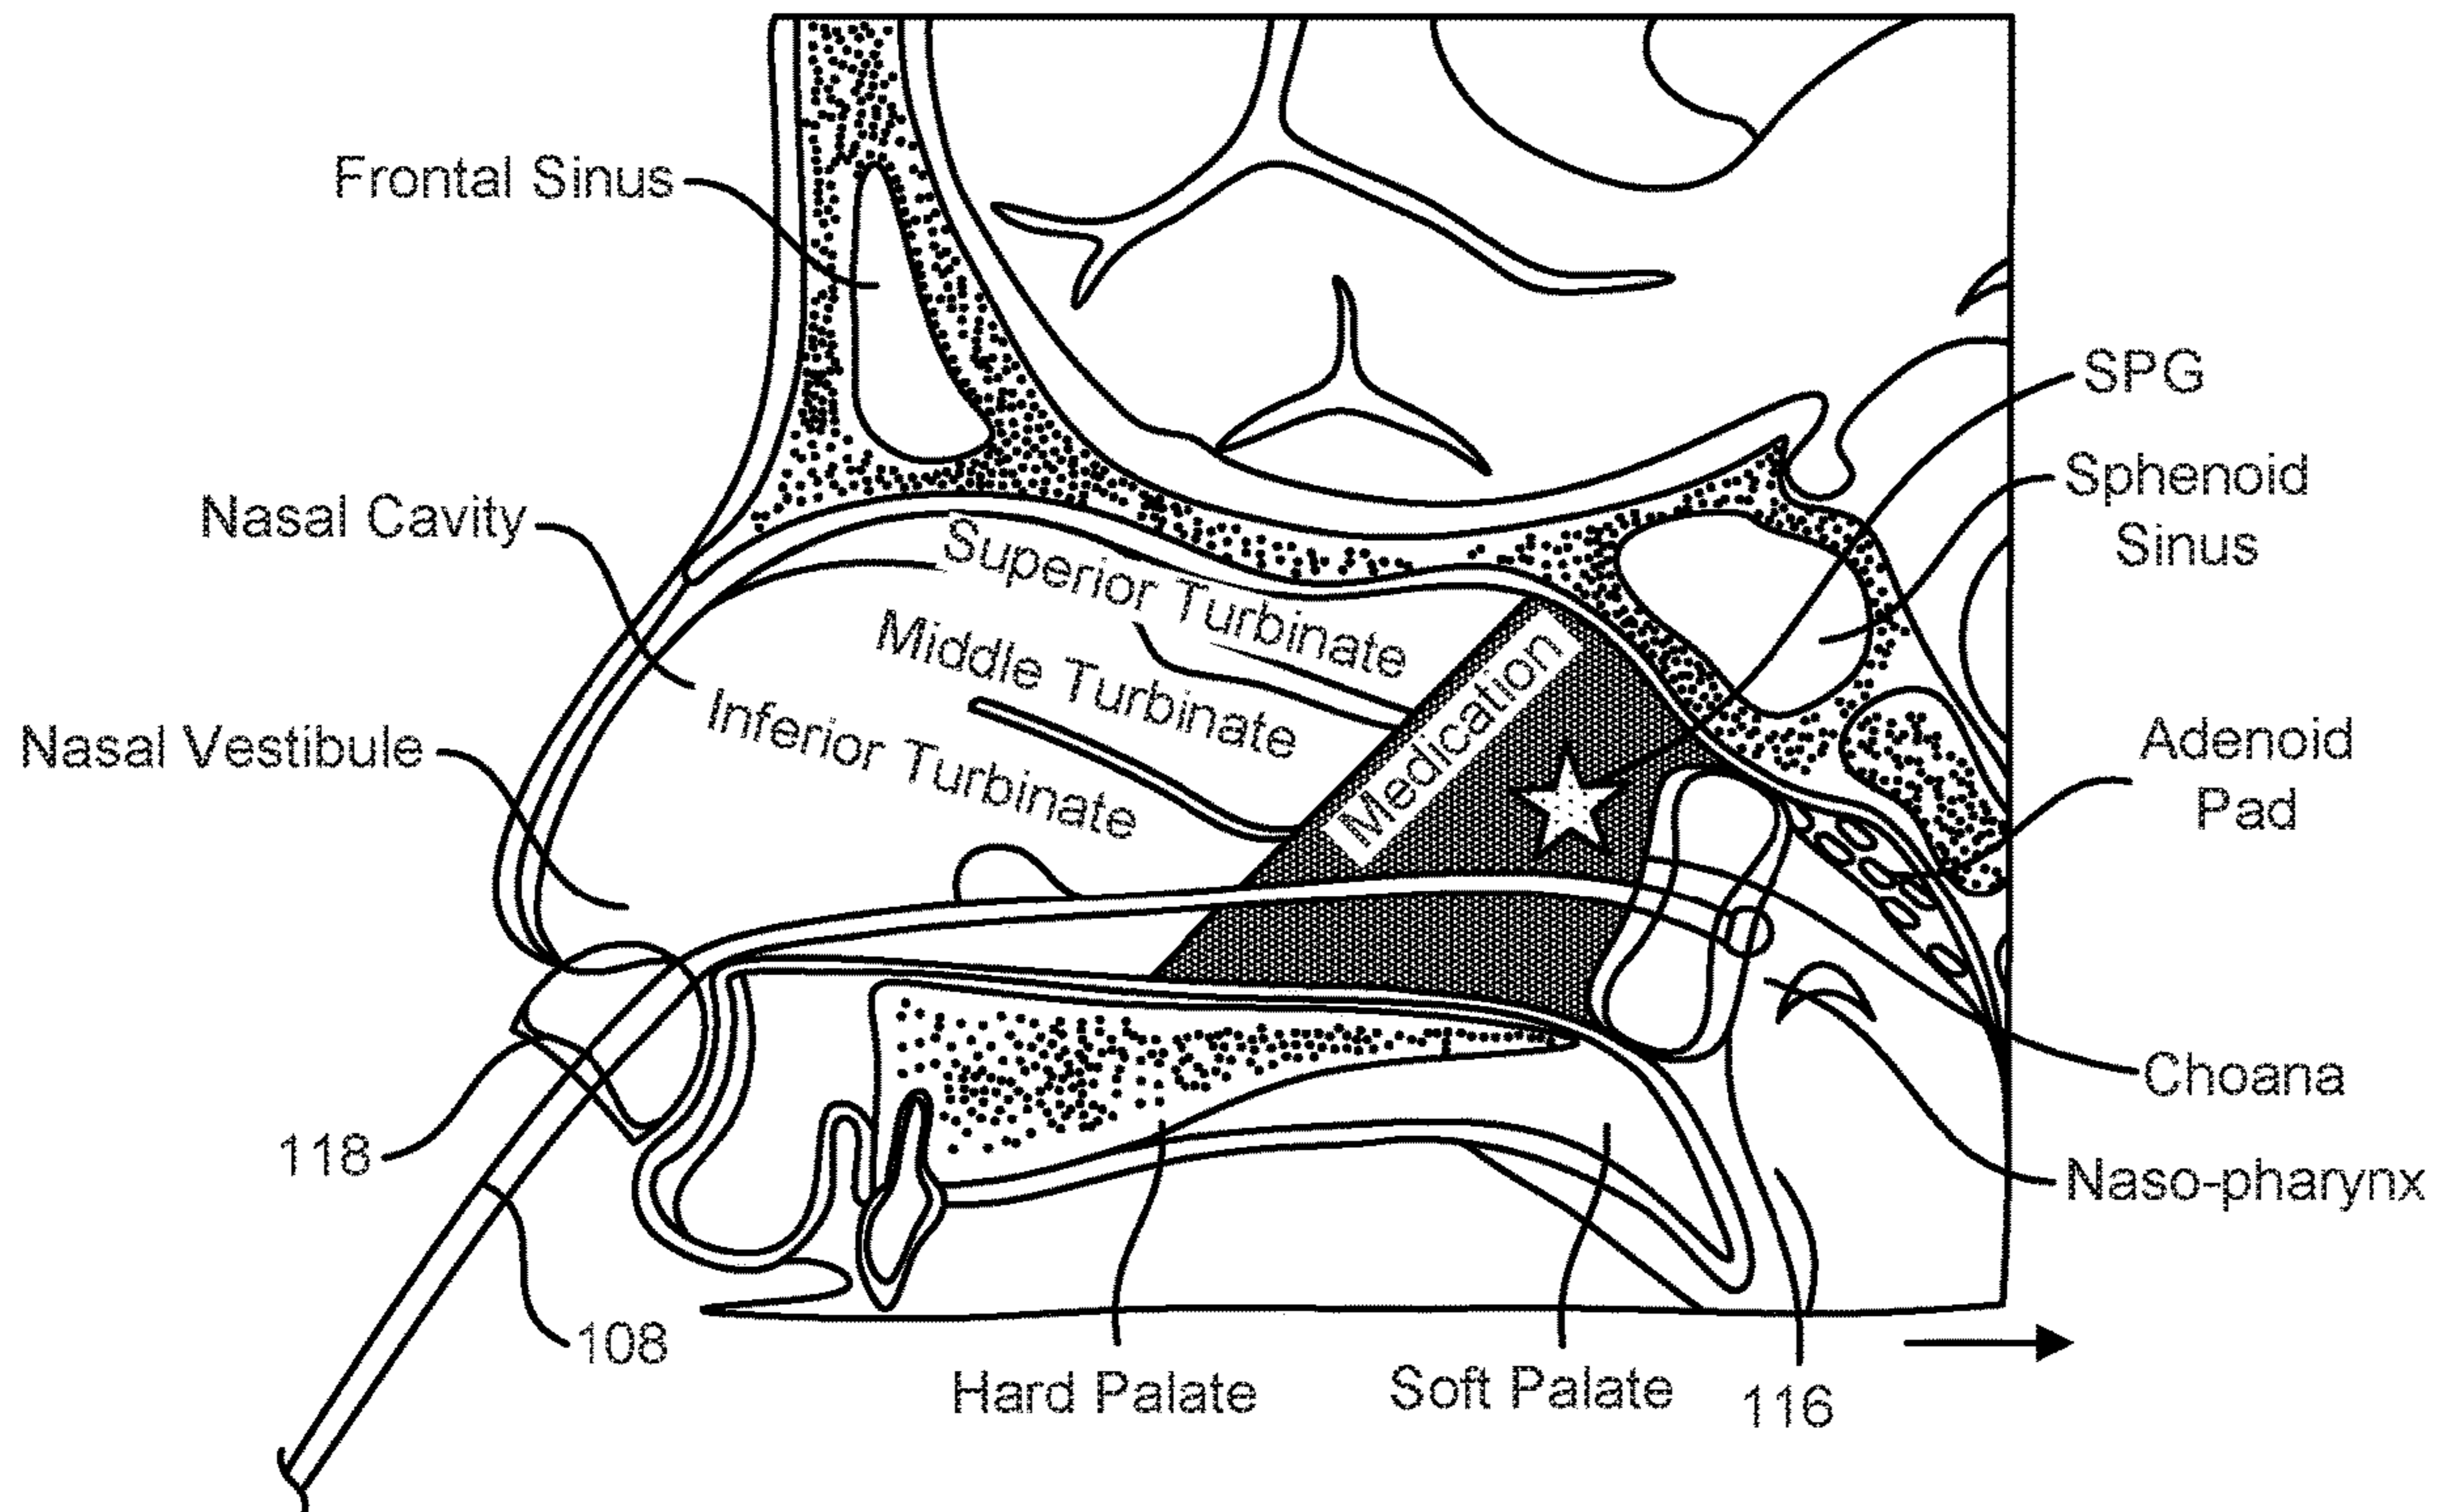 Frontal Sinus
SPG
Sphenoid
Sinus
Nasal Cavity
Superior Turbinate
Middle Turbinate
Inferior Turbinate
Medication
Nasal Vestibule
Adenoid
Pad
Choana
118
Naso-pharynx
108
Hard Palate
Soft Palate
116